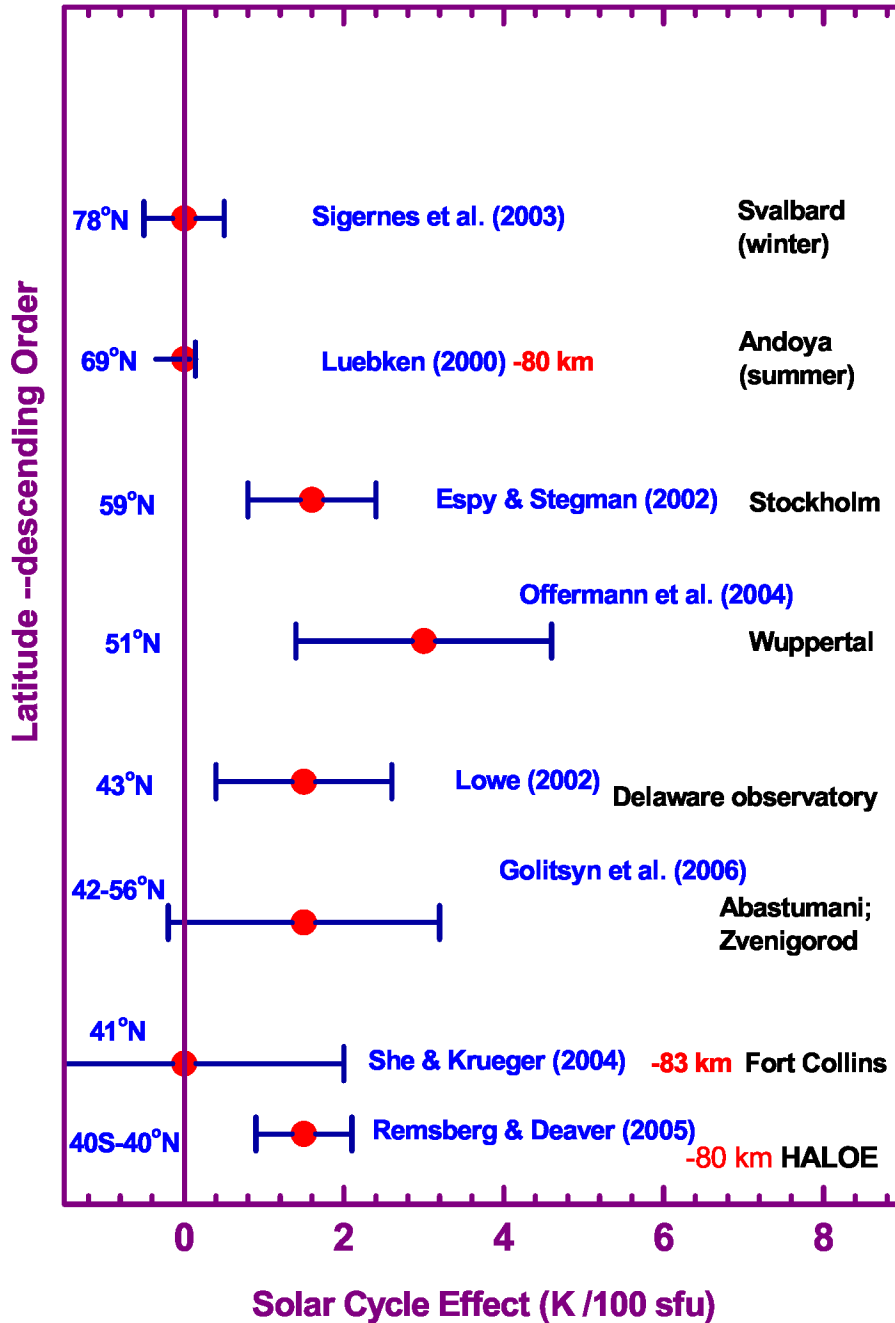 78°N
Sigernes et al. (2003)
Svalbard
(winter)
69°N
Luebken (2000) -80 km
Andoya
(summer)
59°N
Espy & Stegman (2002)
Stockholm
Offermann et al. (2004)
51°N
Wuppertal
43°N
Lowe (2002)
Delaware observatory
Golitsyn et al. (2006)
42-56°N
Abastumani;
Zvenigorod
41°N
She & Krueger (2004)
-83 km Fort Collins
40S-40°N
Remsberg & Deaver (2005)
-80 km HALOE
Latitude --descending Order
0 2 4 6 8
Solar Cycle Effect (K /100 sfu)